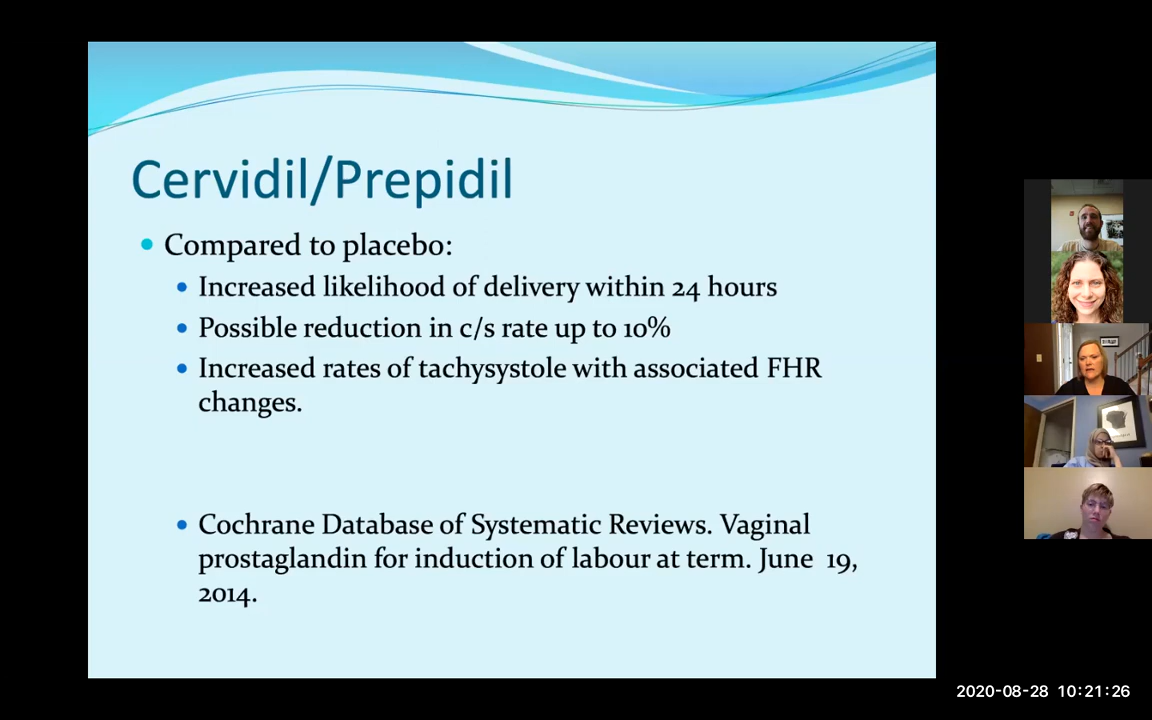 Cervidil/Prepidil
Compared to placebo:
Increased likelihood of delivery within 24 hours
Possible reduction in c/s rate up to 10%
Increased rates of tachysystole with associated FHR
changes.
Cochrane Database of Systematic Reviews. Vaginal
prostaglandin for induction of labour at term. June 19,
2014.
2020-08-28 10:21:26